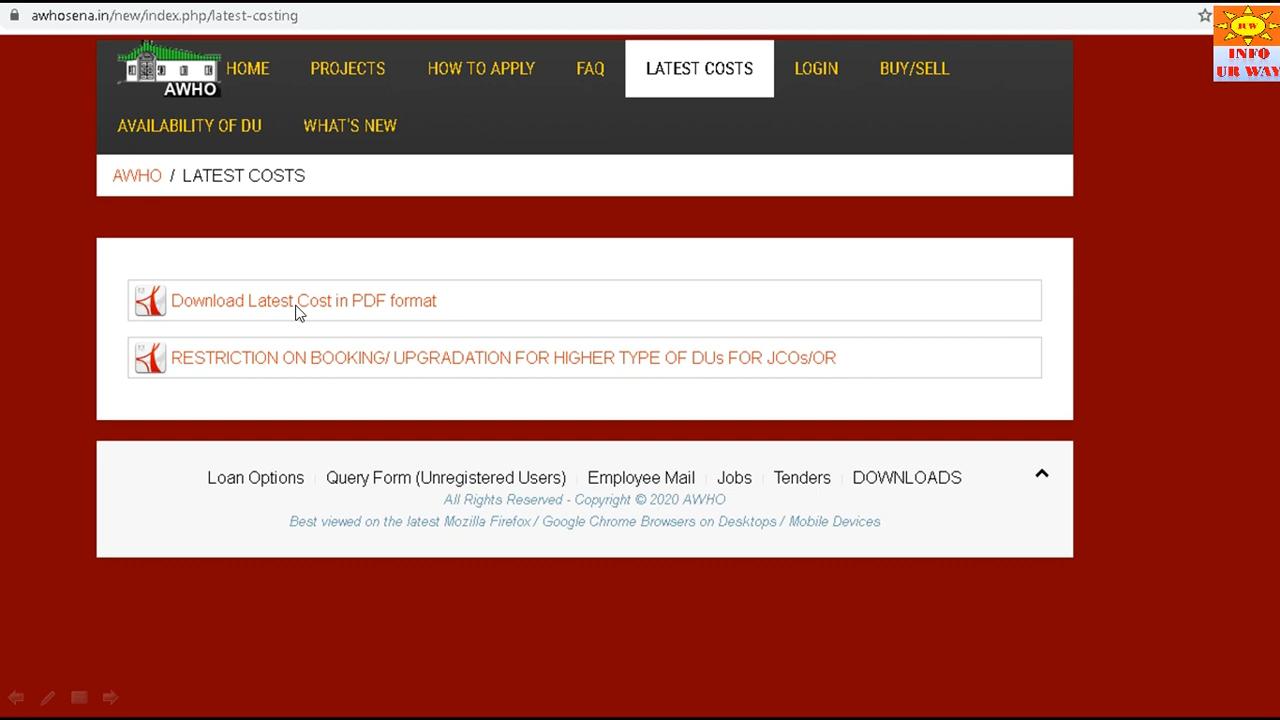 awhosena.in/new/index.php/latest-costing
IUW
INFO
UR WAY
AWHO
HOME PROJECTS HOW TO APPLY FAQ LATEST COSTS LOGIN BUY/SELL
AVAILABILITY OF DU WHAT'S NEW
AWHO / LATEST COSTS
Download Latest Cost in PDF format
RESTRICTION ON BOOKING/ UPGRADATION FOR HIGHER TYPE OF DUs FOR JCOs/OR
Loan Options Query Form (Unregistered Users) Employee Mail Jobs Tenders DOWNLOADS
All Rights Reserved - Copyright © 2020 AWHO
Best viewed on the latest Mozilla Firefox / Google Chrome Browsers on Desktops / Mobile Devices